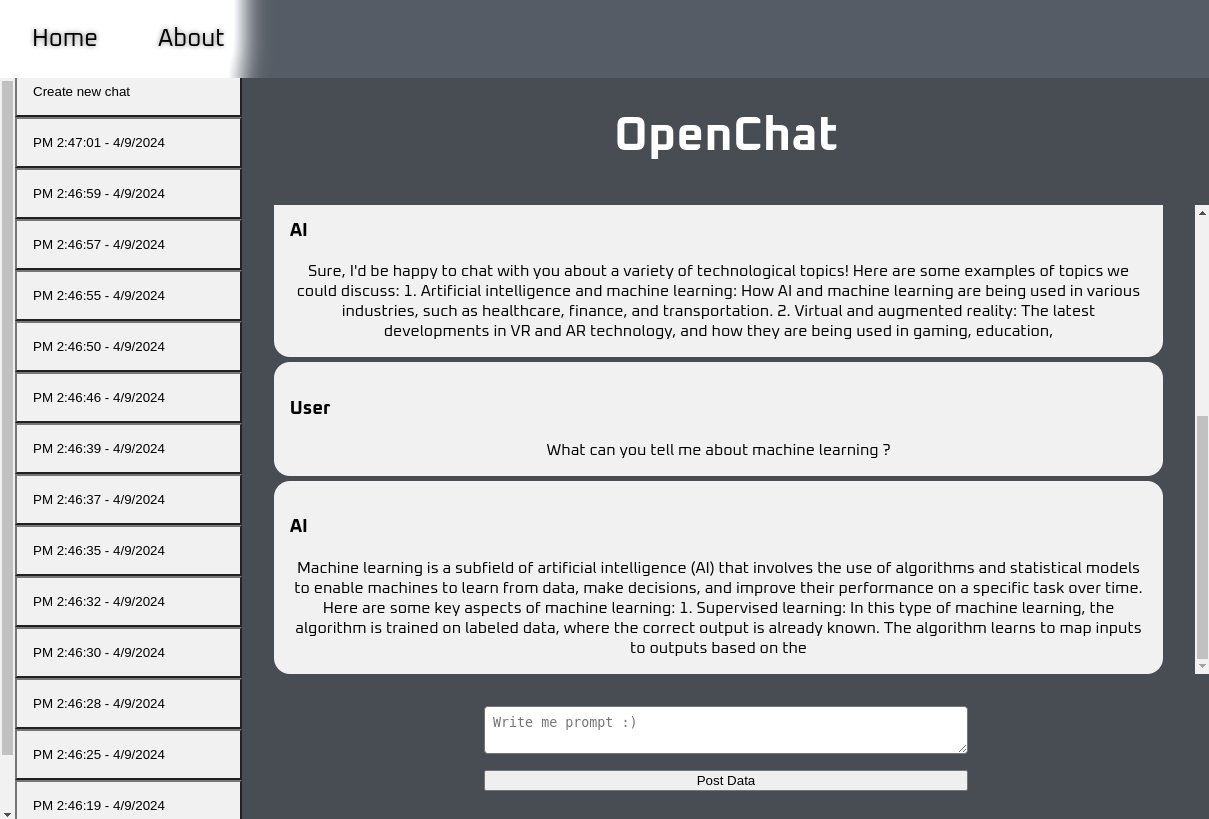 Home
About
Create new chat
PM 2:47:01 - 4/9/2024
PM 2:46:59 - 4/9/2024
PM 2:46:57 - 4/9/2024
PM 2:46:55 - 4/9/2024
PM 2:46:50 - 4/9/2024
PM 2:46:46 - 4/9/2024
PM 2:46:39 - 4/9/2024
PM 2:46:37 - 4/9/2024
PM 2:46:35 - 4/9/2024
PM 2:46:32 - 4/9/2024
PM 2:46:30 - 4/9/2024
PM 2:46:28 - 4/9/2024
PM 2:46:25 - 4/9/2024
PM 2:46:19 - 4/9/2024
OpenChat
AI
Sure, I'd be happy to chat with you about a variety of technological topics! Here are some examples of topics we
could discuss: 1. Artificial intelligence and machine learning: How AI and machine learning are being used in various
industries, such as healthcare, finance, and transportation. 2. Virtual and augmented reality: The latest
developments in VR and AR technology, and how they are being used in gaming, education,
User
What can you tell me about machine learning ?
AI
Machine learning is a subfield of artificial intelligence (AI) that involves the use of algorithms and statistical models
to enable machines to learn from data, make decisions, and improve their performance on a specific task over time.
Here are some key aspects of machine learning: 1. Supervised learning: In this type of machine learning, the
algorithm is trained on labeled data, where the correct output is already known. The algorithm learns to map inputs
to outputs based on the
Write me prompt :)
Post Data